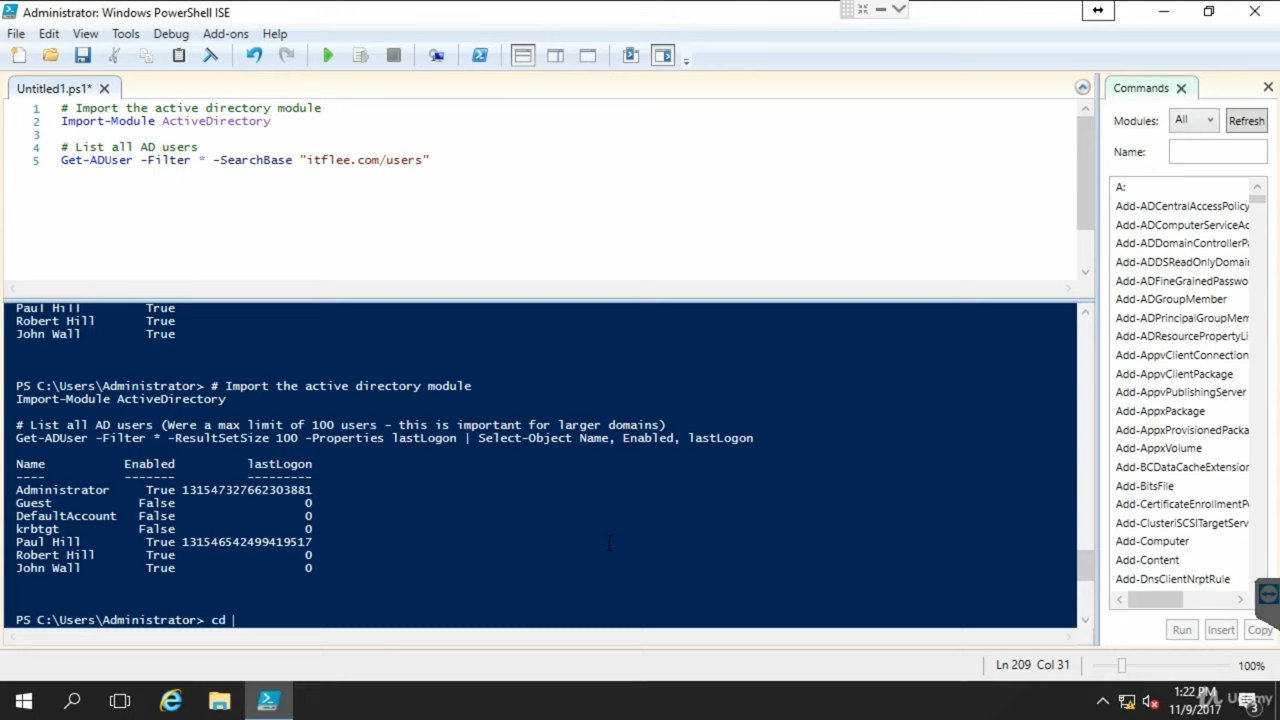 Administrator: Windows PowerShell ISE
File Edit View Tools Debug Add-ons Help
Untitled1.ps1*
1 # Import the active directory module
2 Import-Module ActiveDirectory
3
4 # List all AD users
5 Get-ADUser -Filter * -SearchBase "itflee.com/users"
Paul Hill True
Robert Hill True
John Wall True
PS C:\Users\Administrator> # Import the active directory module
Import-Module ActiveDirectory
# List all AD users (Were a max limit of 100 users - this is important for larger domains)
Get-ADUser -Filter * -ResultSetSize 100 -Properties lastLogon | Select-Object Name, Enabled, lastLogon
Name Enabled lastLogon
---- ------- ---------
Administrator True 131547327662303881
Guest False 0
DefaultAccount False 0
krbtgt False 0
Paul Hill True 131546542499419517
Robert Hill True 0
John Wall True 0
PS C:\Users\Administrator> cd
Commands
Modules: All Refresh
Name:
A:
Add-ADCentralAccessPolicy
Add-ADComputerServiceAc
Add-ADDomainControllerPa
Add-ADDSReadOnlyDomai
Add-ADFineGrainedPasswo
Add-ADGroupMember
Add-ADPrincipalGroupMem
Add-ADResourcePropertyLi
Add-AppvClientConnection
Add-AppvClientPackage
Add-AppvPublishingServer
Add-AppxPackage
Add-AppxProvisionedPacka
Add-AppxVolume
Add-BCDataCacheExtension
Add-BitsFile
Add-CertificateEnrollmentPo
Add-ClusteriSCSITargetServ
Add-Computer
Add-Content
Add-DnsClientNrptRule
Run Insert Copy
Ln 209 Col 31 100%
1:22 PM
11/9/2017
3
Udemy